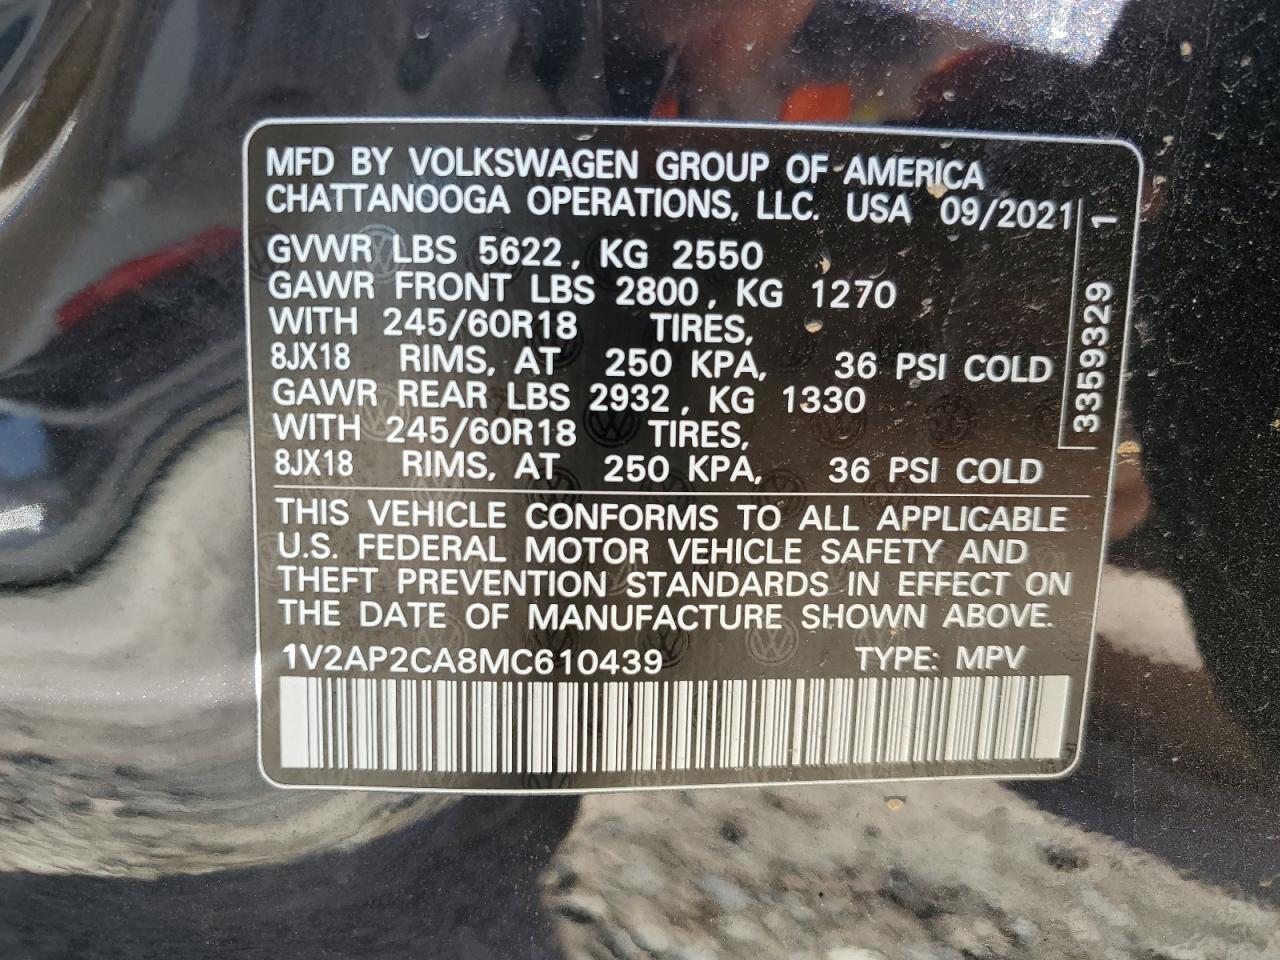 MFD BY VOLKSWAGEN GROUP OF AMERICA
CHATTANOOGA OPERATIONS, LLC. USA 09/2021
GVWR LBS 5622, KG 2550
GAWR FRONT LBS 2800, KG 1270
WITH 245/60R18 TIRES,
8JX18 RIMS, AT 250 KPA, 36 PSI COLD
GAWR REAR LBS 2932, KG 1330
WITH 245/60R18 TIRES,
8JX18 RIMS, AT 250 KPA, 36 PSI COLD
THIS VEHICLE CONFORMS TO ALL APPLICABLE
U.S. FEDERAL MOTOR VEHICLE SAFETY AND
THEFT PREVENTION STANDARDS IN EFFECT ON
THE DATE OF MANUFACTURE SHOWN ABOVE.
1V2AP2CA8MC610439 TYPE: MPV
3359329 1